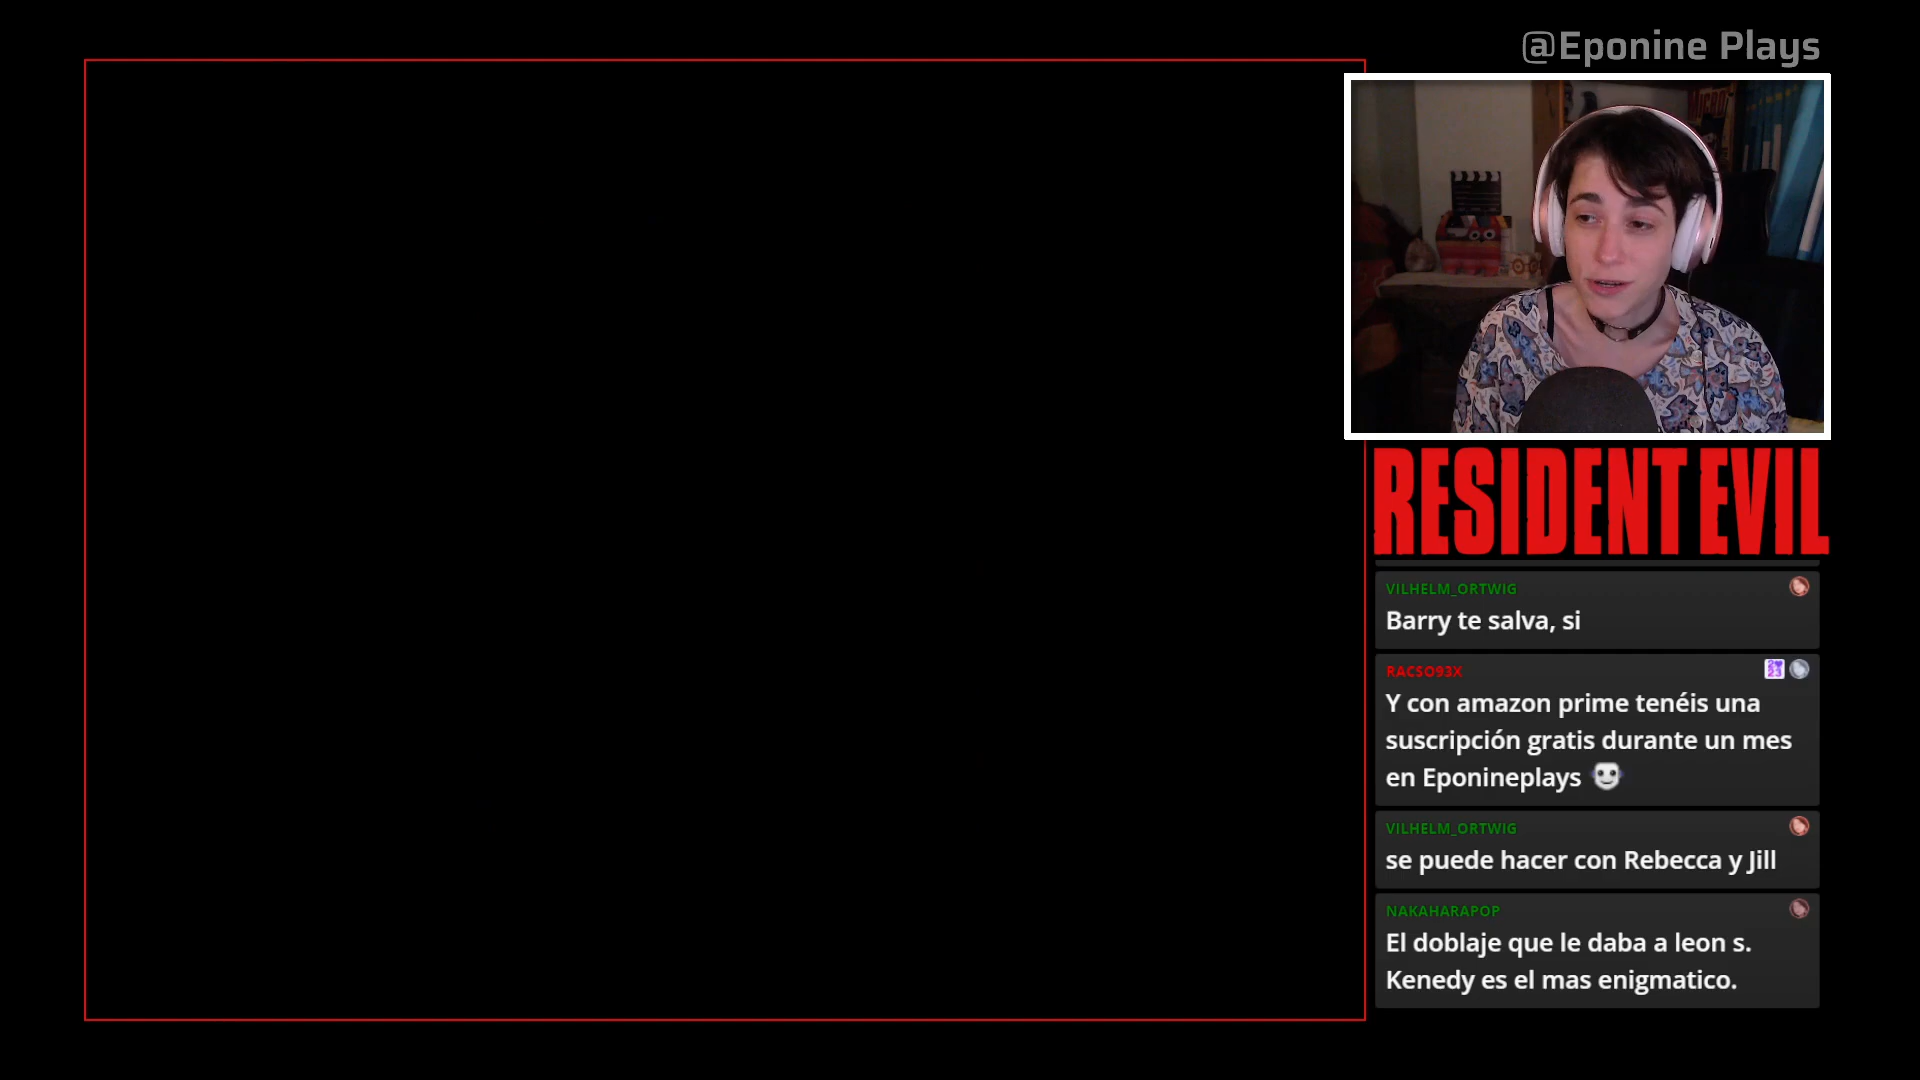 @Eponine Plays
RESIDENT EVIL
VILHELM_ORTWIG
Barry te salva, si
RACSO93X
Y con amazon prime tenéis una
suscripción gratis durante un mes
en Eponineplays
VILHELM_ORTWIG
se puede hacer con Rebecca y Jill
NAKAHARAPOP
El doblaje que le daba a leon s.
Kenedy es el mas enigmatico.